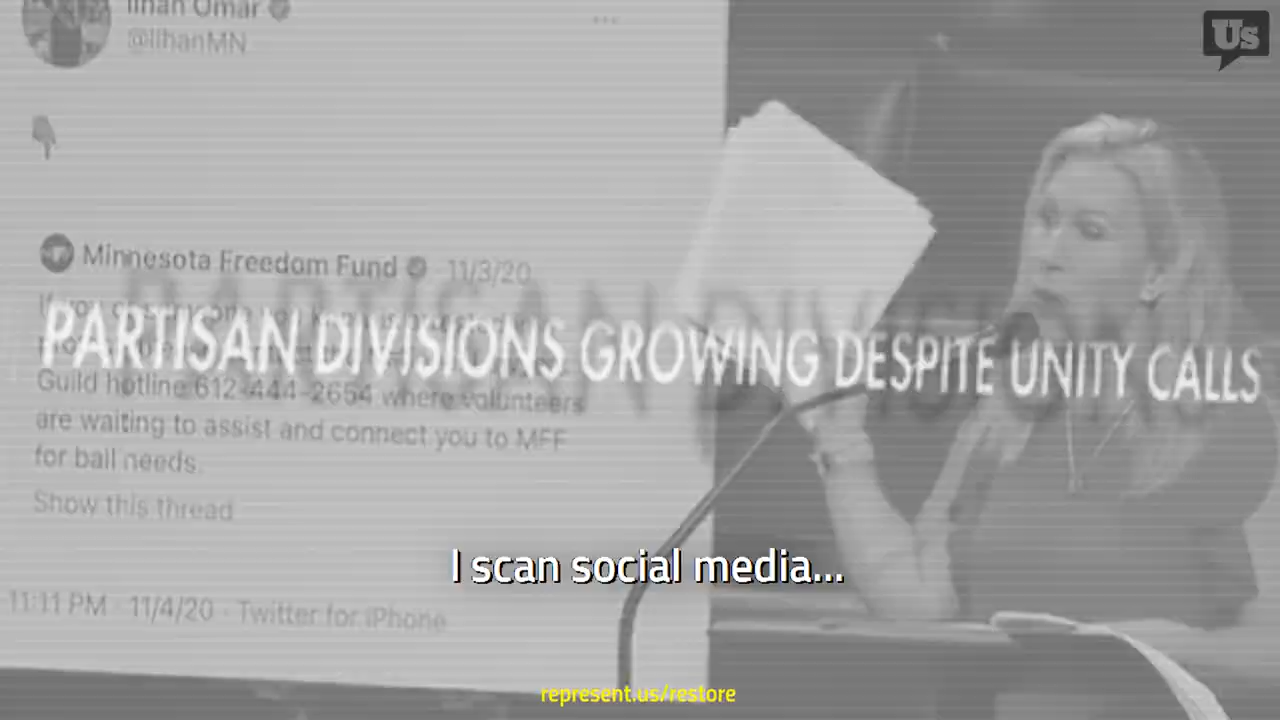 Ilhan Omar
@IlhanMN
Us
Minnesota Freedom Fund · 11/3/20
PARTISAN DIVISIONS GROWING DESPITE UNITY CALLS
Guild hotline 612-444-2654 where volunteers
are waiting to assist and connect you to MFF
for bail needs.
Show this thread
I scan social media...
11:11 PM · 11/4/20 · Twitter for iPhone
represent.us/restore